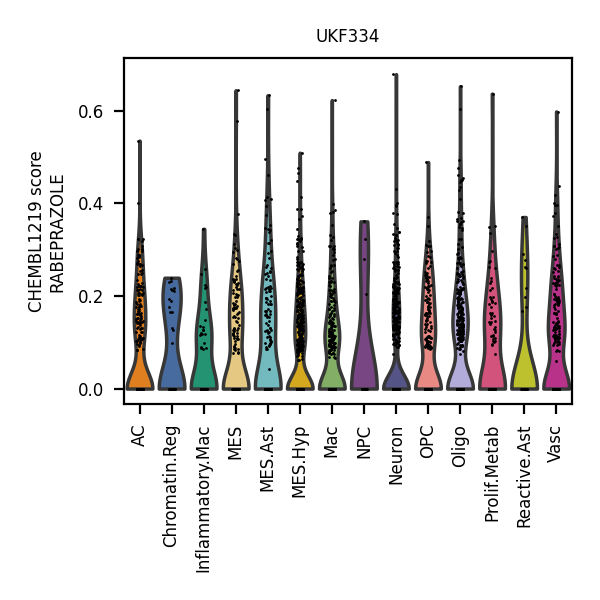 UKF334
CHEMBL1219 score
RABEPRAZOLE
0.6
0.4
0.2
0.0
AC
Chromatin.Reg
Inflammatory.Mac
MES
MES.Ast
MES.Hyp
Mac
NPC
Neuron
OPC
Oligo
Prolif.Metab
Reactive.Ast
Vasc